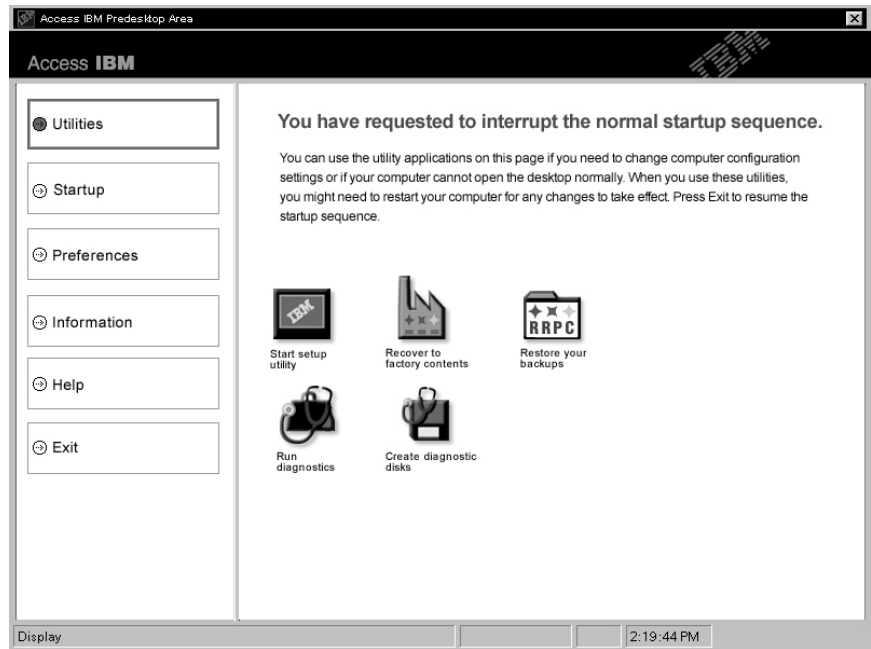 Access IBM Predesktop Area
Access IBM
IBM
Utilities
Startup
Preferences
Information
Help
Exit
You have requested to interrupt the normal startup sequence.
You can use the utility applications on this page if you need to change computer configuration
settings or if your computer cannot open the desktop normally. When you use these utilities,
you might need to restart your computer for any changes to take effect. Press Exit to resume the
startup sequence.
IBM
Start setup
utility
Recover to
factory contents
RRPC
Restore your
backups
Run
diagnostics
Create diagnostic
disks
Display
2:19:44 PM